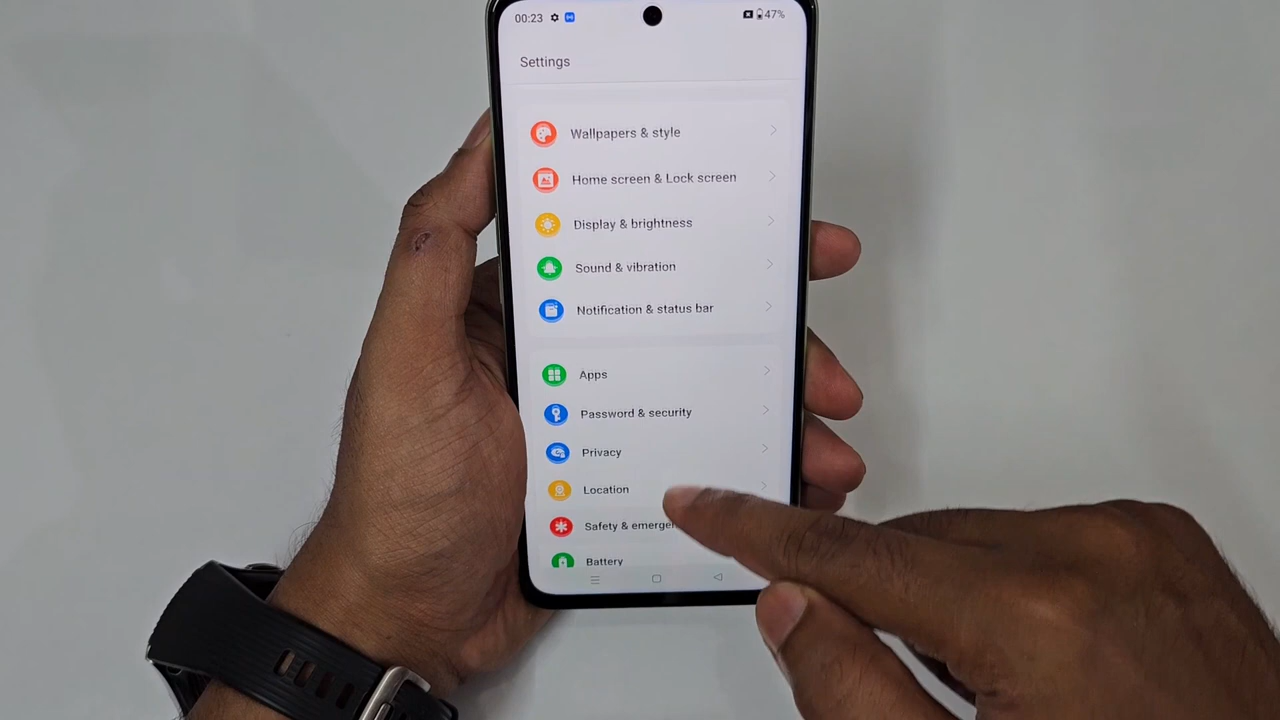 00:23 47%
Settings
Wallpapers & style
Home screen & Lock screen
Display & brightness
Sound & vibration
Notification & status bar
Apps
Password & security
Privacy
Location
Safety & emerger
Battery